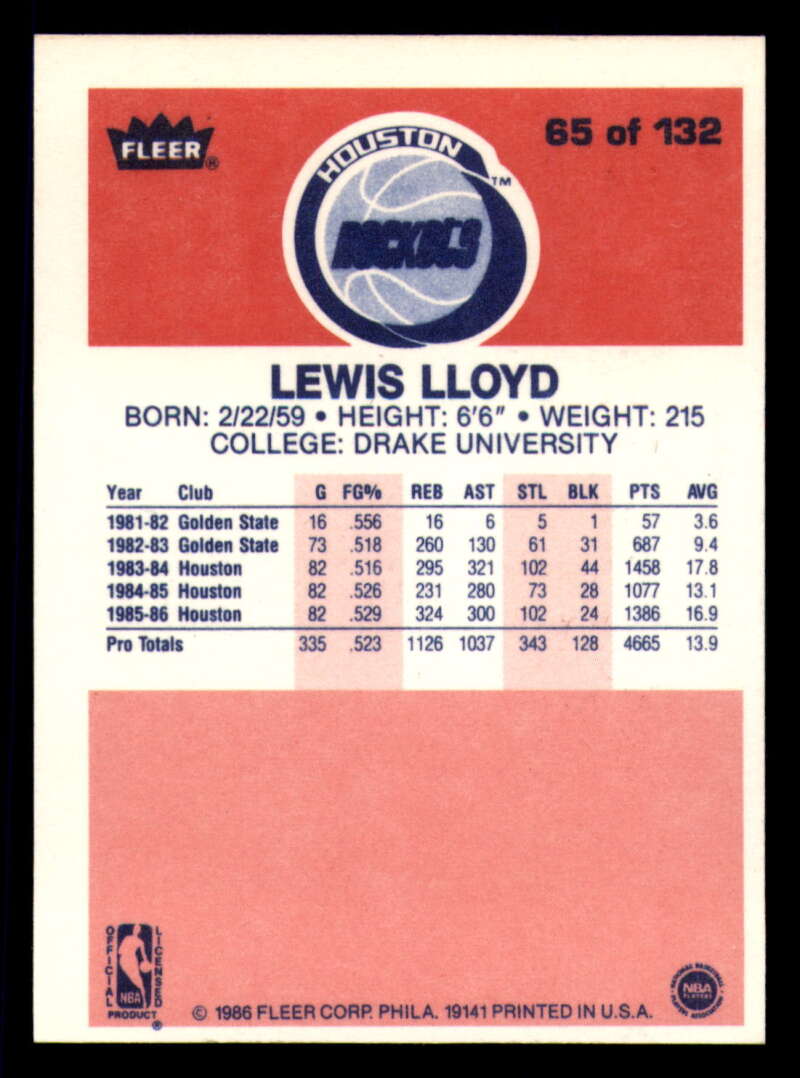 FLEER®
HOUSTON
ROCKETS
TM
65 of 132
LEWIS LLOYD
BORN: 2/22/59 • HEIGHT: 6'6" • WEIGHT: 215
COLLEGE: DRAKE UNIVERSITY
Year Club G FG% REB AST STL BLK PTS AVG
1981-82 Golden State 16 .556 16 6 5 1 57 3.6
1982-83 Golden State 73 .518 260 130 61 31 687 9.4
1983-84 Houston 82 .516 295 321 102 44 1458 17.8
1984-85 Houston 82 .526 231 280 73 28 1077 13.1
1985-86 Houston 82 .529 324 300 102 24 1386 16.9
Pro Totals 335 .523 1126 1037 343 128 4665 13.9
OFFICIAL
LICENSED
NBA
PRODUCT
®
© 1986 FLEER CORP. PHILA. 19141 PRINTED IN U.S.A.
NATIONAL BASKETBALL
NBA
PLAYERS
PLAYERS ASSOCIATION